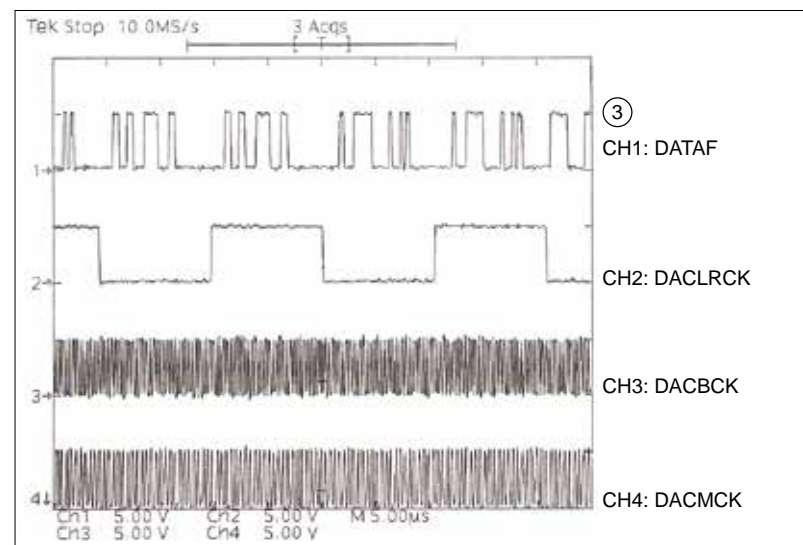 Tek Stop 10.0MS/s 3 Acqs
T
3
CH1: DATAF
1
CH2: DACLRCK
2
CH3: DACBCK
3
CH4: DACMCK
4
Ch1 5.00 V Ch2 5.00 V M 5.00µs
Ch3 5.00 V Ch4 5.00 V